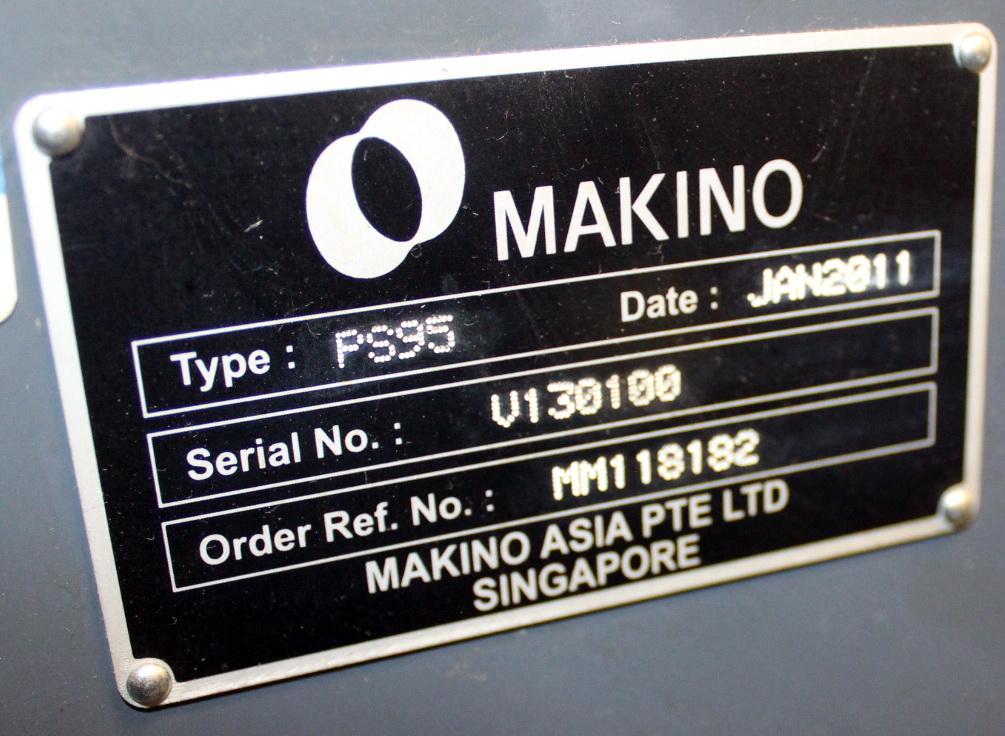 MAKINO
Type : PS95 Date : JAN2011
Serial No. : V130100
Order Ref. No. : MM118182
MAKINO ASIA PTE LTD
SINGAPORE